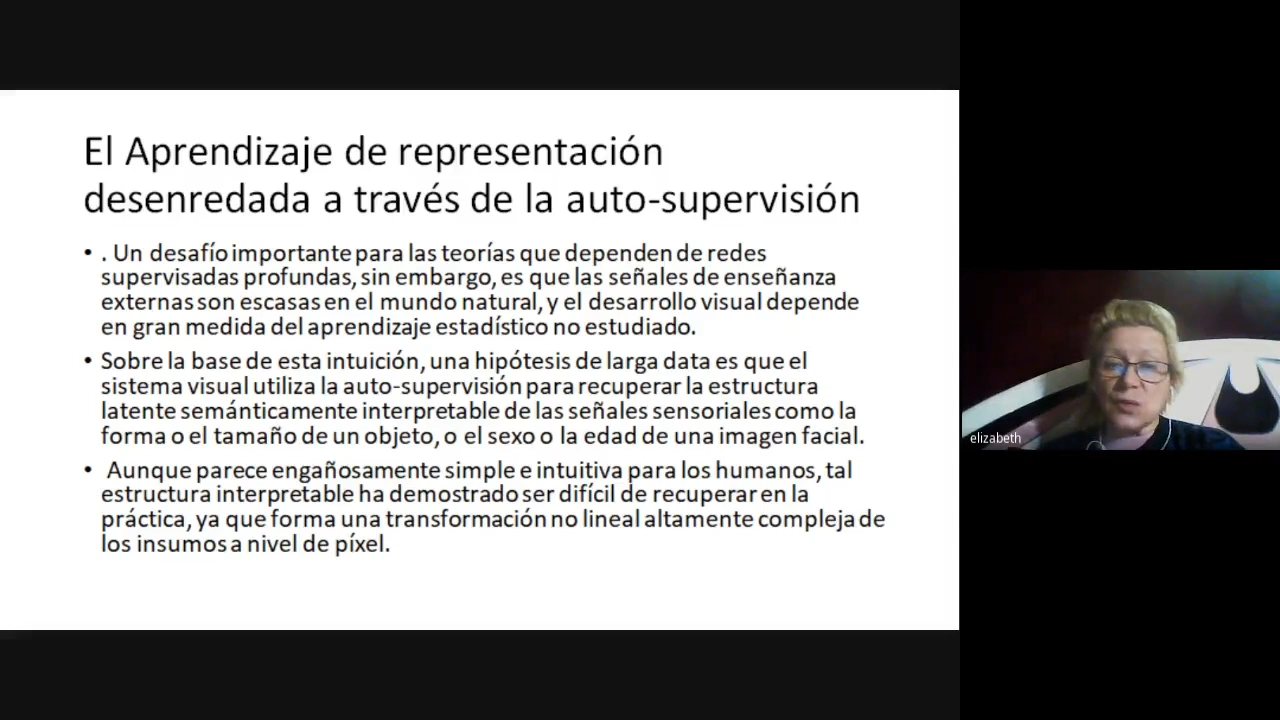 El Aprendizaje de representación
desenredada a través de la auto-supervisión
• . Un desafío importante para las teorías que dependen de redes
supervisadas profundas, sin embargo, es que las señales de enseñanza
externas son escasas en el mundo natural, y el desarrollo visual depende
en gran medida del aprendizaje estadístico no estudiado.
• Sobre la base de esta intuición, una hipótesis de larga data es que el
sistema visual utiliza la auto-supervisión para recuperar la estructura
latente semánticamente interpretable de las señales sensoriales como la
forma o el tamaño de un objeto, o el sexo o la edad de una imagen facial.
• Aunque parece engañosamente simple e intuitiva para los humanos, tal
estructura interpretable ha demostrado ser difícil de recuperar en la
práctica, ya que forma una transformación no lineal altamente compleja de
los insumos a nivel de píxel.
elizabeth